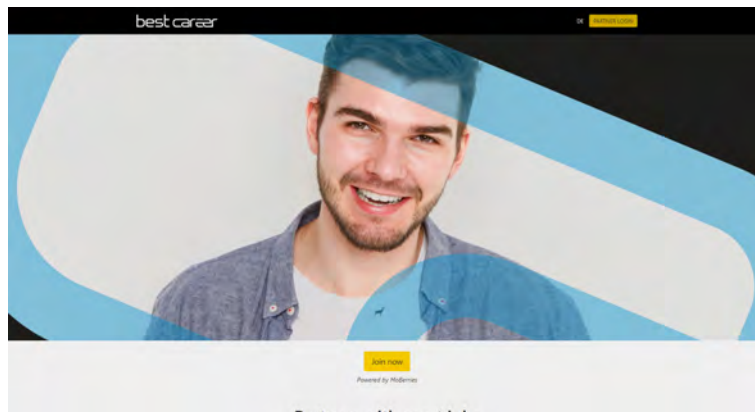 best career
DE PARTNER LOGIN
Join now
Powered by MoBerries